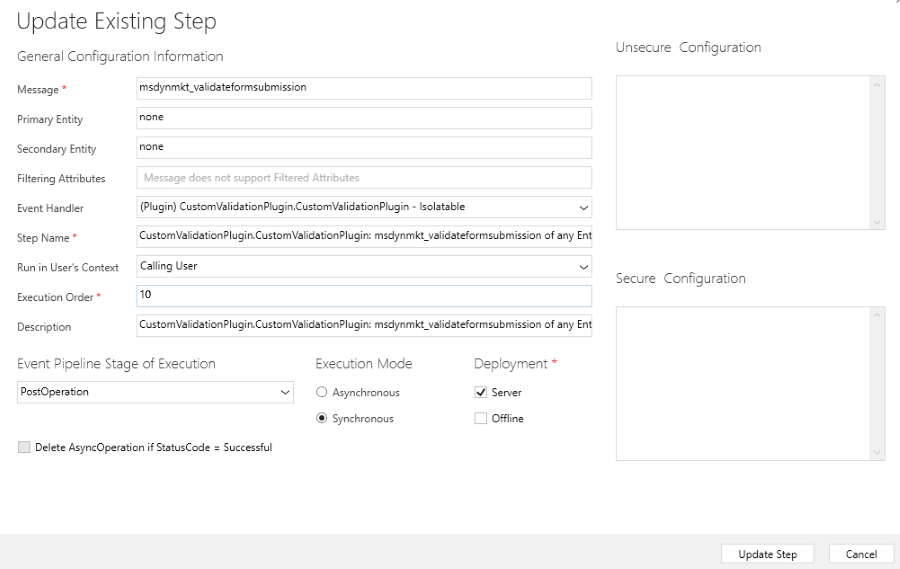 Update Existing Step
General Configuration Information
Message *
msdynmkt_validateformsubmission
Primary Entity
none
Secondary Entity
none
Filtering Attributes
Message does not support Filtered Attributes
Event Handler
(Plugin) CustomValidationPlugin.CustomValidationPlugin - Isolatable
Step Name *
CustomValidationPlugin.CustomValidationPlugin: msdynmkt_validateformsubmission of any Ent
Run in User's Context
Calling User
Execution Order *
10
Description
CustomValidationPlugin.CustomValidationPlugin: msdynmkt_validateformsubmission of any Ent
Event Pipeline Stage of Execution
PostOperation
Execution Mode
Asynchronous
Synchronous
Deployment *
Server
Offline
Delete AsyncOperation if StatusCode = Successful
Unsecure Configuration
Secure Configuration
Update Step
Cancel